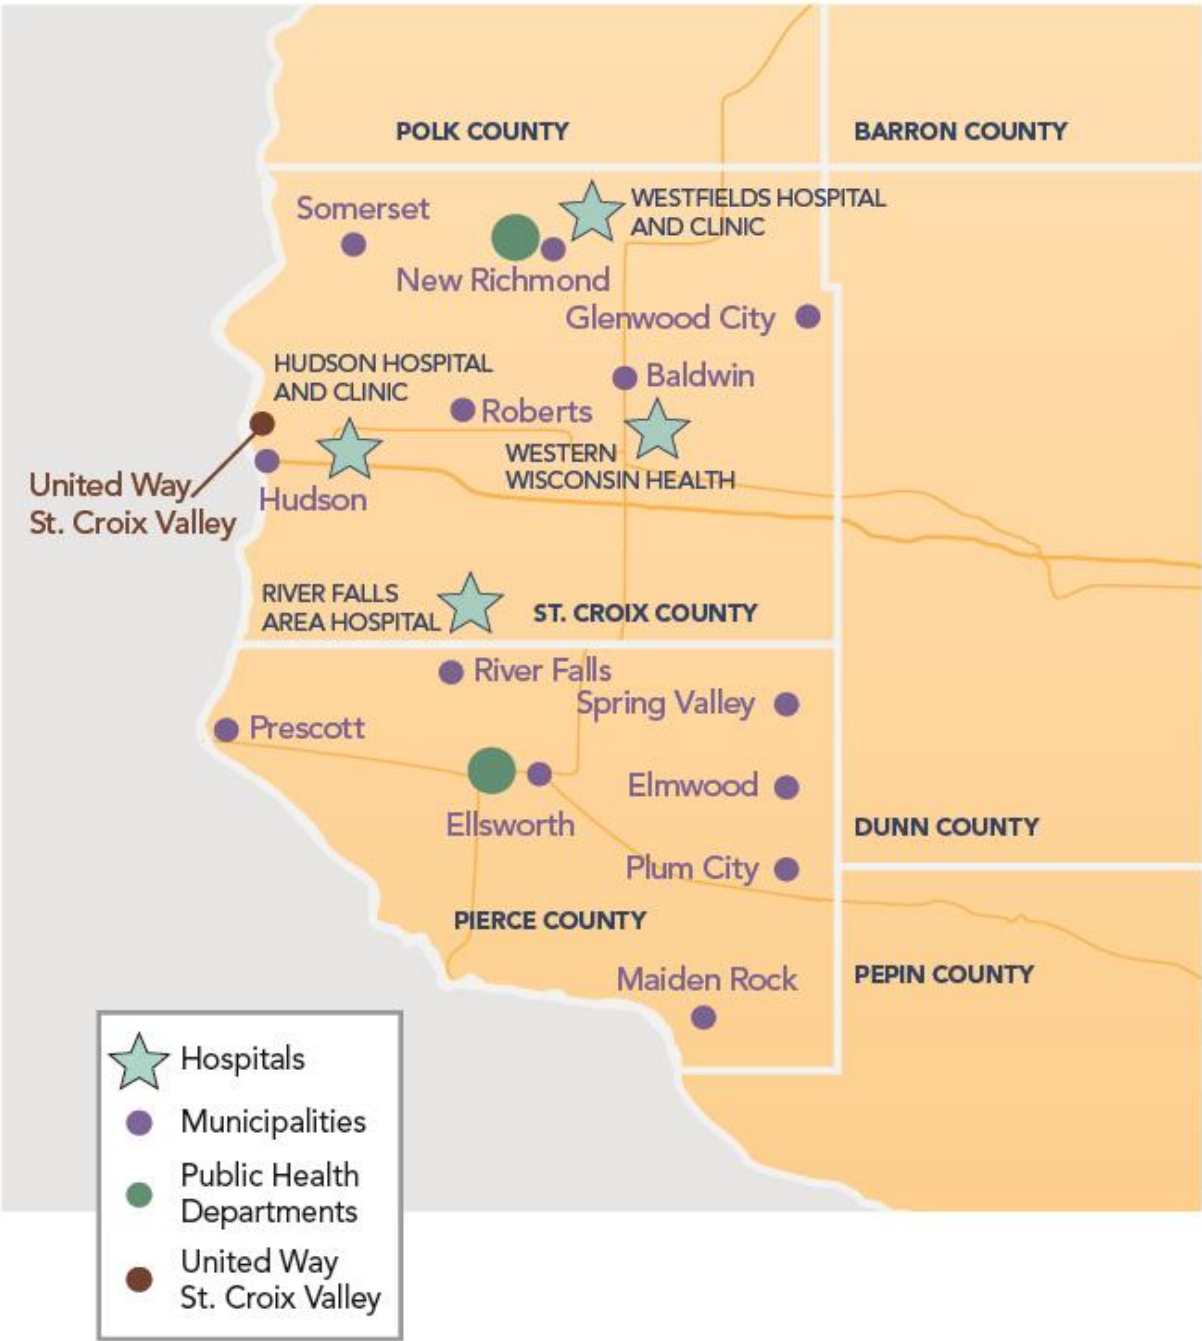 POLK COUNTY
BARRON COUNTY
Somerset
WESTFIELDS HOSPITAL
AND CLINIC
New Richmond
Glenwood City
HUDSON HOSPITAL
AND CLINIC
Baldwin
Roberts
WESTERN
WISCONSIN HEALTH
United Way
St. Croix Valley
Hudson
RIVER FALLS
AREA HOSPITAL
ST. CROIX COUNTY
River Falls
Spring Valley
Prescott
Elmwood
Ellsworth
DUNN COUNTY
Plum City
PIERCE COUNTY
PEPIN COUNTY
Maiden Rock
Hospitals
Municipalities
Public Health
Departments
United Way
St. Croix Valley